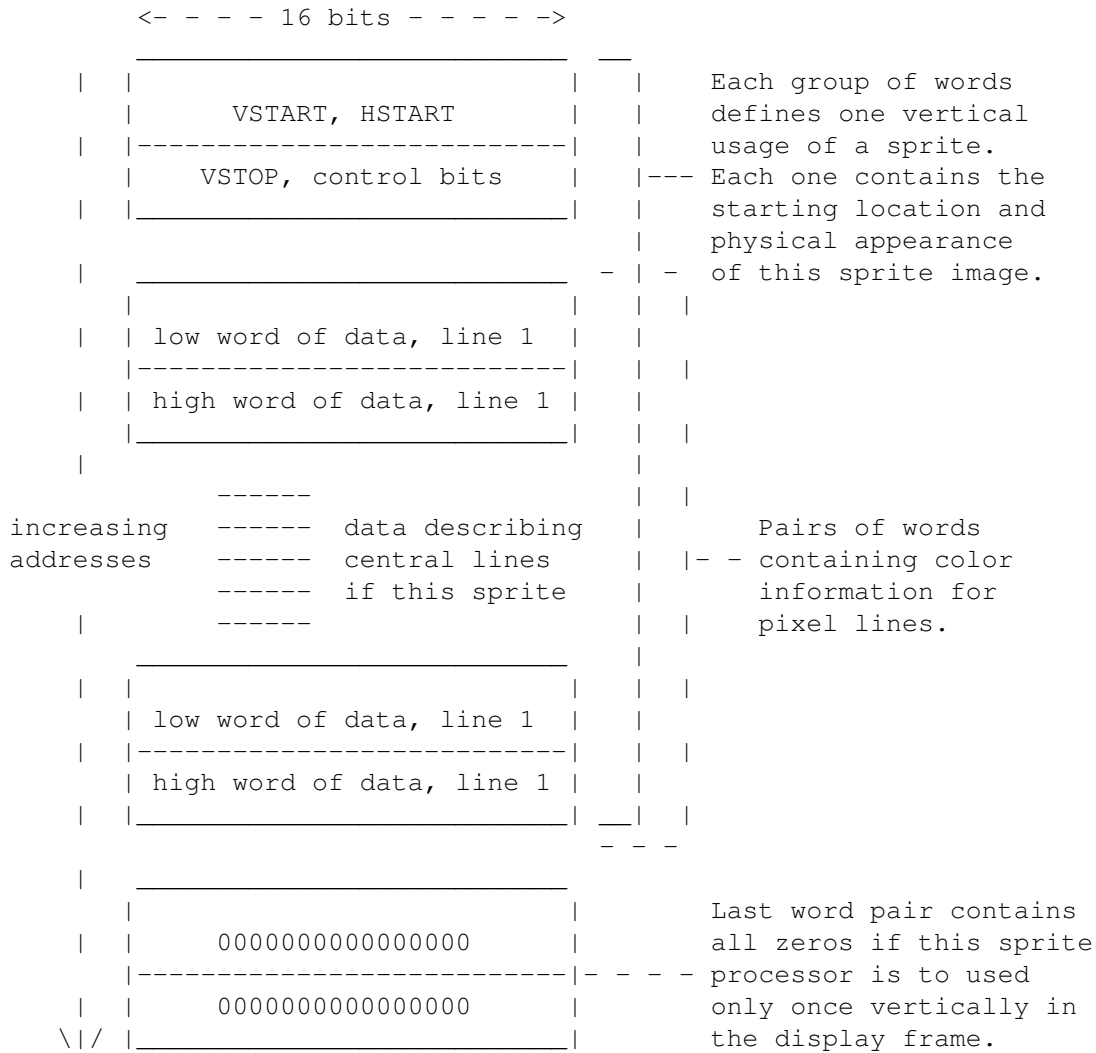 <- - - - 16 bits - - - - ->
Each group of words
VSTART, HSTART defines one vertical
usage of a sprite.
VSTOP, control bits Each one contains the
starting location and
physical appearance
of this sprite image.
low word of data, line 1
high word of data, line 1
increasing data describing Pairs of words
addresses central lines containing color
if this sprite information for
pixel lines.
low word of data, line 1
high word of data, line 1
Last word pair contains
0000000000000000 all zeros if this sprite
processor is to used
0000000000000000 only once vertically in
the display frame.